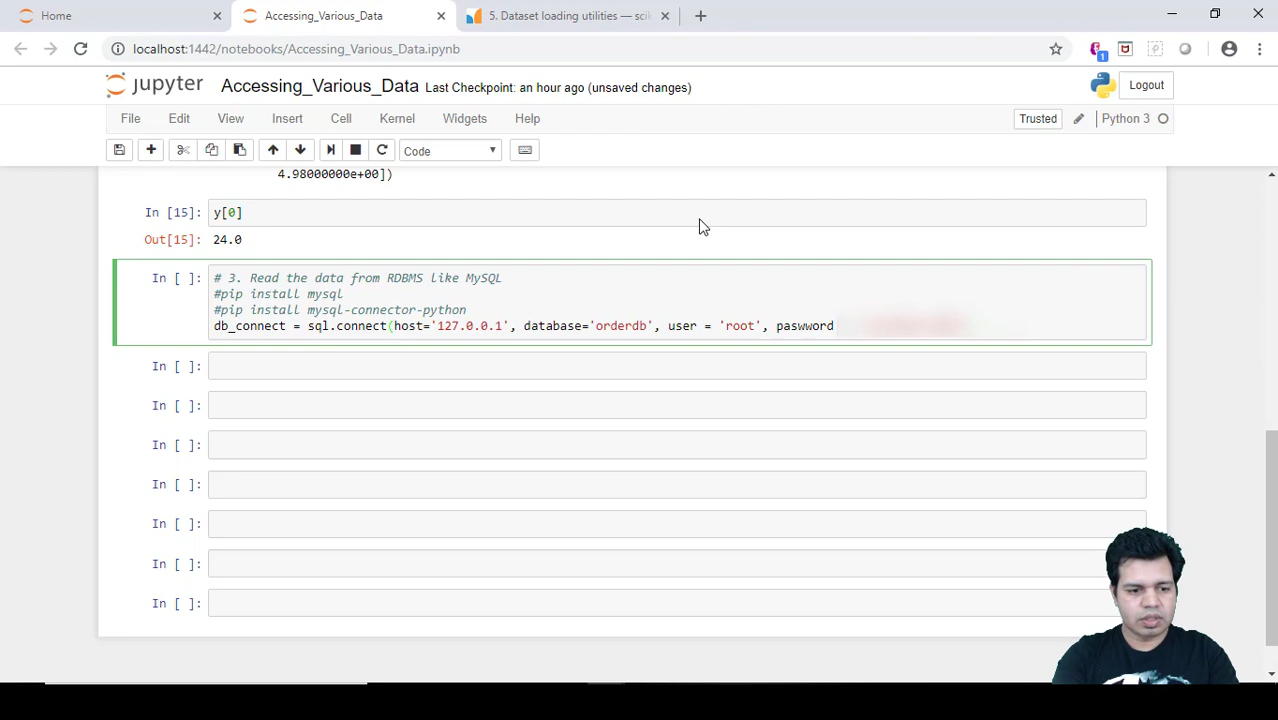 Home
Accessing_Various_Data
5. Dataset loading utilities — scik
localhost:1442/notebooks/Accessing_Various_Data.ipynb
1
jupyter Accessing_Various_Data Last Checkpoint: an hour ago (unsaved changes) Logout
File Edit View Insert Cell Kernel Widgets Help Trusted Python 3
Code
4.98000000e+00])
In [15]: y[0]
Out[15]: 24.0
In [ ]: # 3. Read the data from RDBMS like MySQL
#pip install mysql
#pip install mysql-connector-python
db_connect = sql.connect(host='127.0.0.1', database='orderdb', user = 'root', paswword
In [ ]:
In [ ]:
In [ ]:
In [ ]:
In [ ]:
In [ ]:
In [ ]: